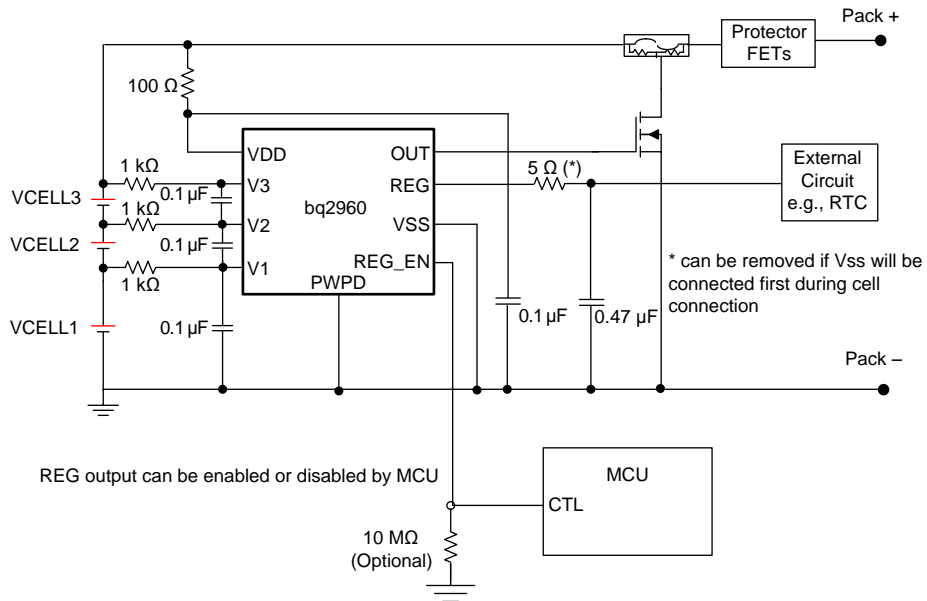 Pack +
Protector
FETs
100 Ω
VDD
OUT
1 kΩ
V3
REG
5 Ω (*)
External
Circuit
e.g., RTC
VCELL3
0.1 µF
1 kΩ
bq2960
V2
VSS
VCELL2
0.1 µF
V1
REG_EN
1 kΩ
PWPD
* can be removed if Vss will be
connected first during cell
connection
VCELL1
0.1 µF
0.1 µF
0.47 µF
Pack –
REG output can be enabled or disabled by MCU
MCU
CTL
10 MΩ
(Optional)